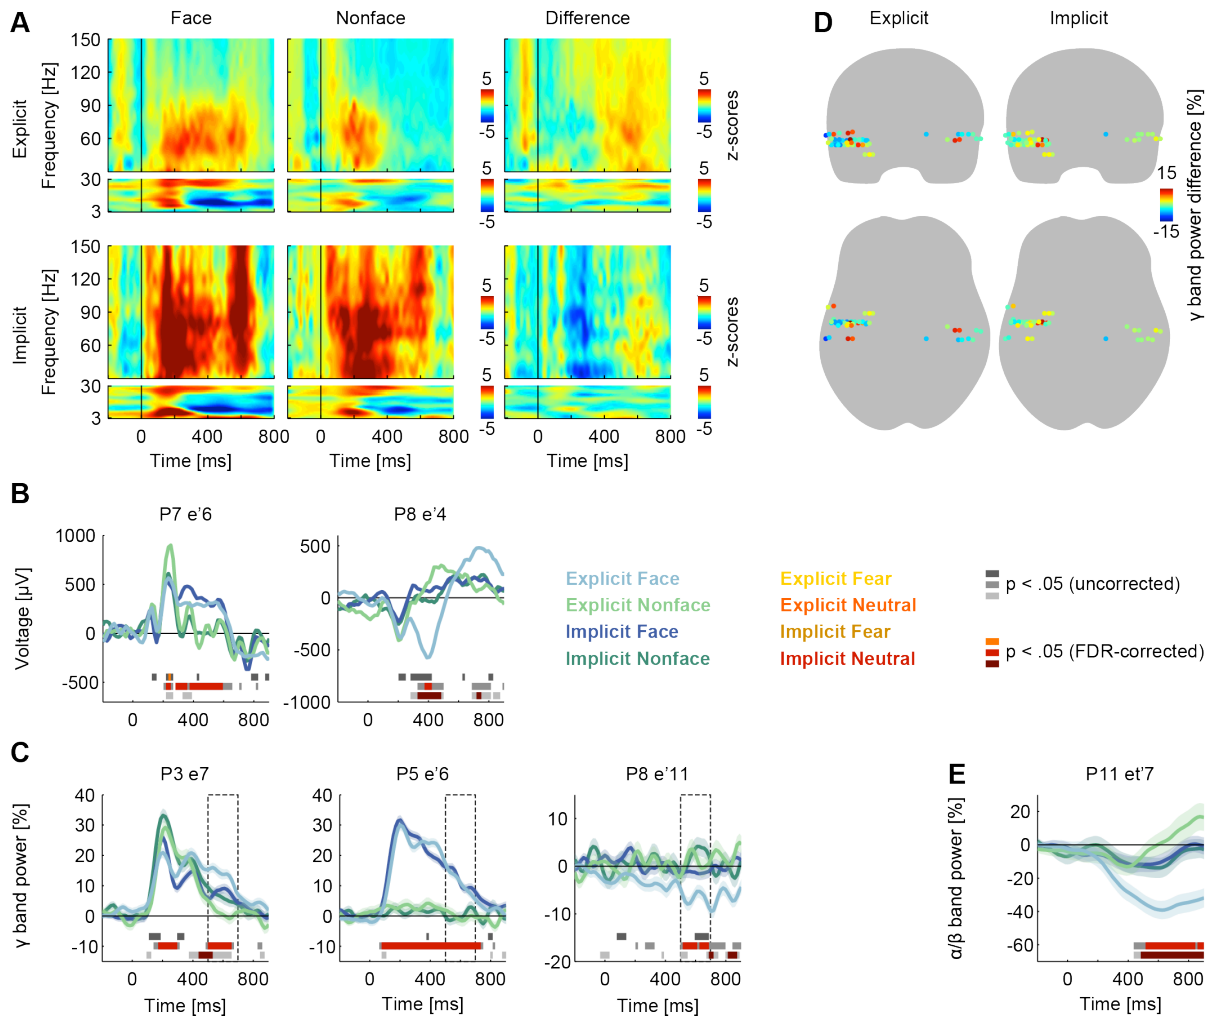 A
Face
Nonface
Difference
Explicit
Frequency [Hz]
150
120
90
60
30
3
5
-5
5
-5
5
-5
5
-5
z-scores
Implicit
Frequency [Hz]
150
120
90
60
30
3
5
-5
5
-5
5
-5
5
-5
z-scores
0 400 800
0 400 800
0 400 800
Time [ms]
Time [ms]
Time [ms]
D
Explicit
Implicit
15
-15
γ band power difference [%]
B
P7 e'6
Voltage [µV]
1000
500
0
-500
0 400 800
P8 e'4
500
0
-500
-1000
0 400 800
Explicit Face
Explicit Nonface
Implicit Face
Implicit Nonface
Explicit Fear
Explicit Neutral
Implicit Fear
Implicit Neutral
p < .05 (uncorrected)
p < .05 (FDR-corrected)
C
P3 e7
γ band power [%]
40
30
20
10
0
-10
0 400 800
Time [ms]
P5 e'6
40
30
20
10
0
-10
0 400 800
Time [ms]
P8 e'11
10
0
-10
-20
0 400 800
Time [ms]
E
P11 et'7
α/β band power [%]
20
0
-20
-40
-60
0 400 800
Time [ms]